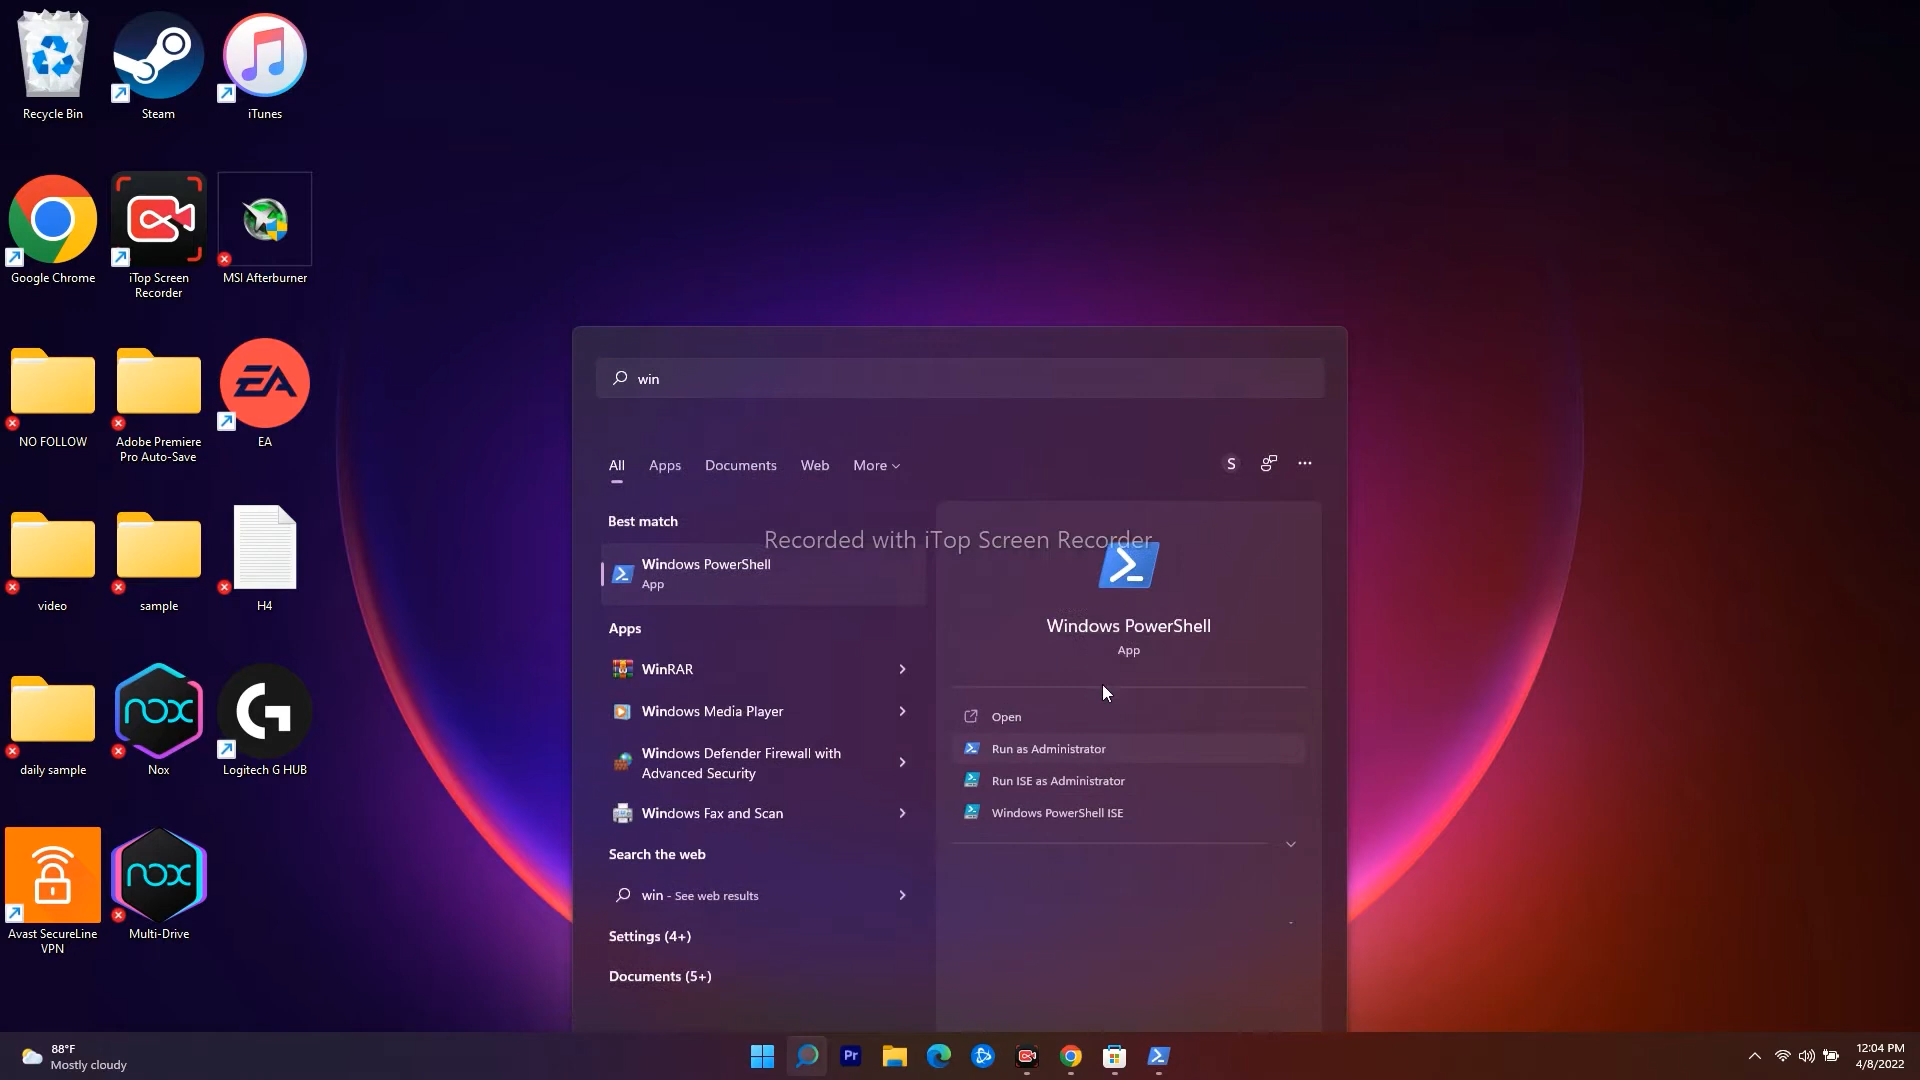 Recycle Bin
Steam
iTunes
Google Chrome
iTop Screen
Recorder
MSI Afterburner
NO FOLLOW
Adobe Premiere
Pro Auto-Save
EA
EA
video
sample
H4
daily sample
nox
Nox
G
Logitech G HUB
Avast SecureLine
VPN
nox
Multi-Drive
win
All
Apps
Documents
Web
More
S
Best match
Windows PowerShell
App
Apps
WinRAR
Windows Media Player
Windows Defender Firewall with
Advanced Security
Windows Fax and Scan
Search the web
win - See web results
Settings (4+)
Documents (5+)
Recorded with iTop Screen Recorder
Windows PowerShell
App
Open
Run as Administrator
Run ISE as Administrator
Windows PowerShell ISE
88°F
Mostly cloudy
Pr
12:04 PM
4/8/2022